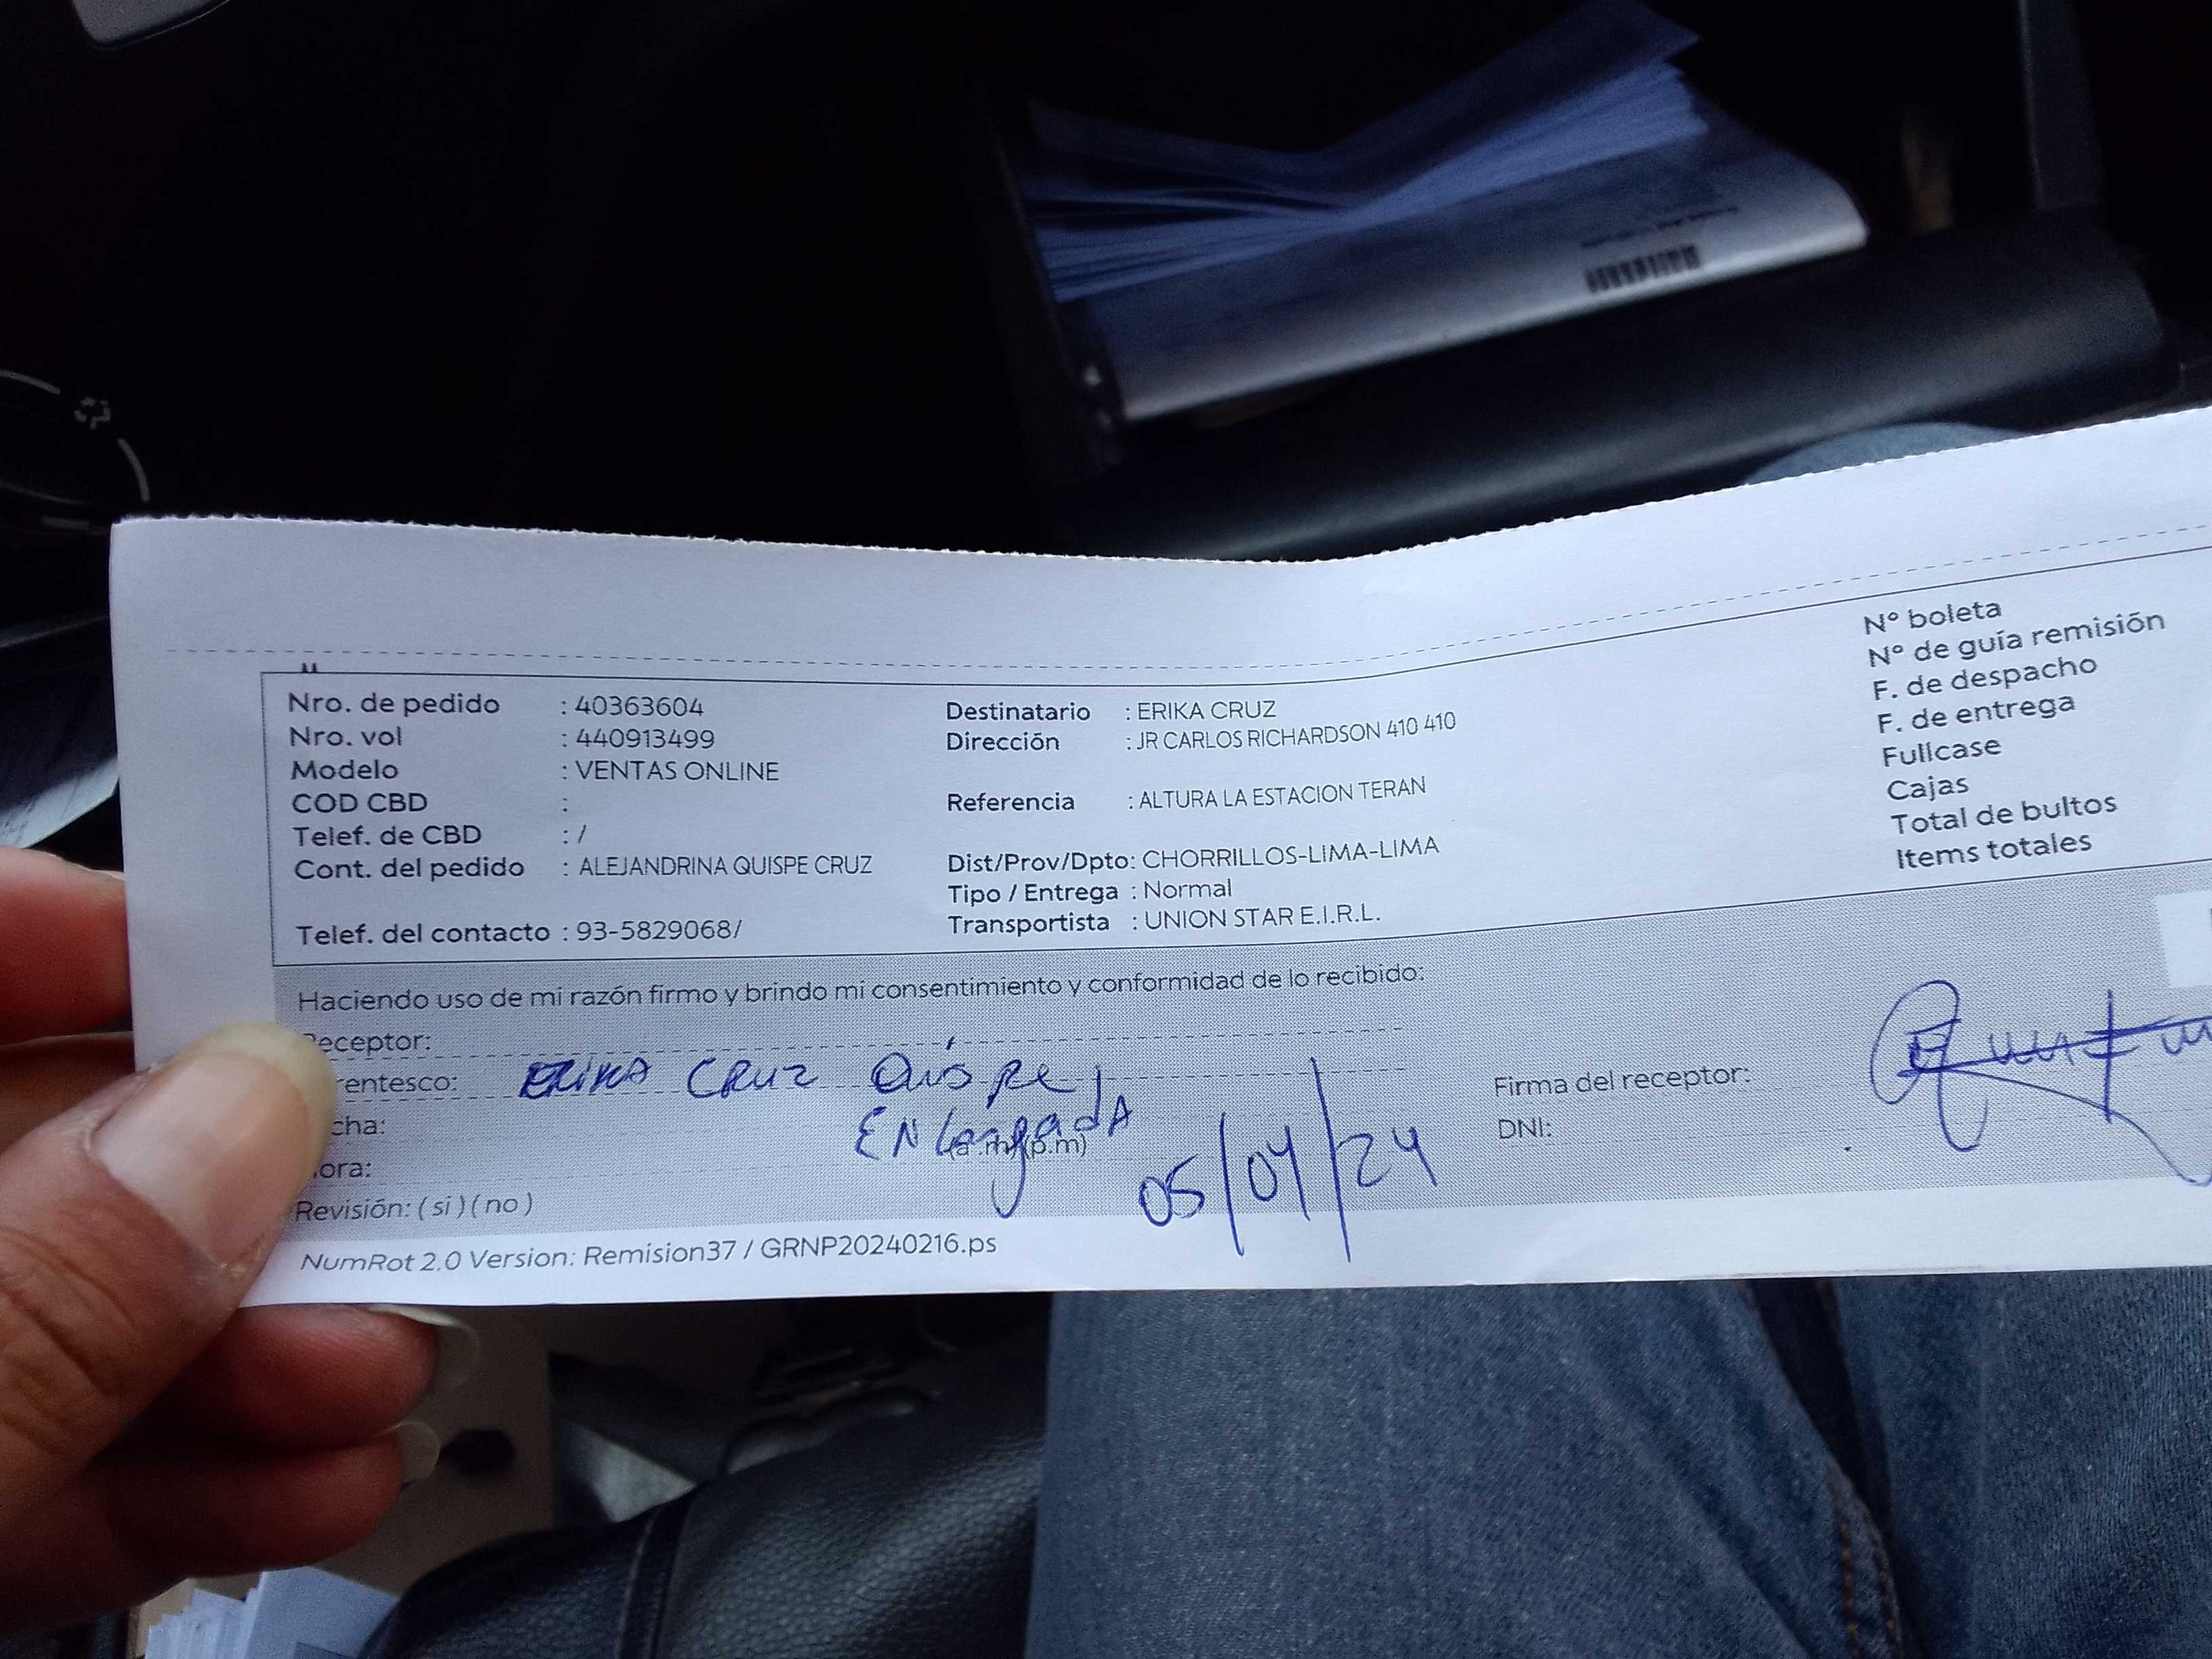 Nro. de pedido : 40363604
Nro. vol : 440913499
Modelo : VENTAS ONLINE
COD CBD :
Telef. de CBD : /
Cont. del pedido : ALEJANDRINA QUISPE CRUZ
Telef. del contacto : 93-5829068/
Destinatario : ERIKA CRUZ
Dirección : JR CARLOS RICHARDSON 410 410
Referencia : ALTURA LA ESTACION TERAN
Dist/Prov/Dpto: CHORRILLOS-LIMA-LIMA
Tipo / Entrega : Normal
Transportista : UNION STAR E.I.R.L.
N° boleta
N° de guía remisión
F. de despacho
F. de entrega
Fullcase
Cajas
Total de bultos
Items totales
Haciendo uso de mi razón firmo y brindo mi consentimiento y conformidad de lo recibido:
eceptor:
rentesco: ERIKA CRUZ Quispe
cha: ENCargadA
ora: (a.m)(p.m) 05/04/24
Revisión: ( si ) ( no )
Firma del receptor:
DNI:
NumRot 2.0 Version: Remision37 / GRNP20240216.ps